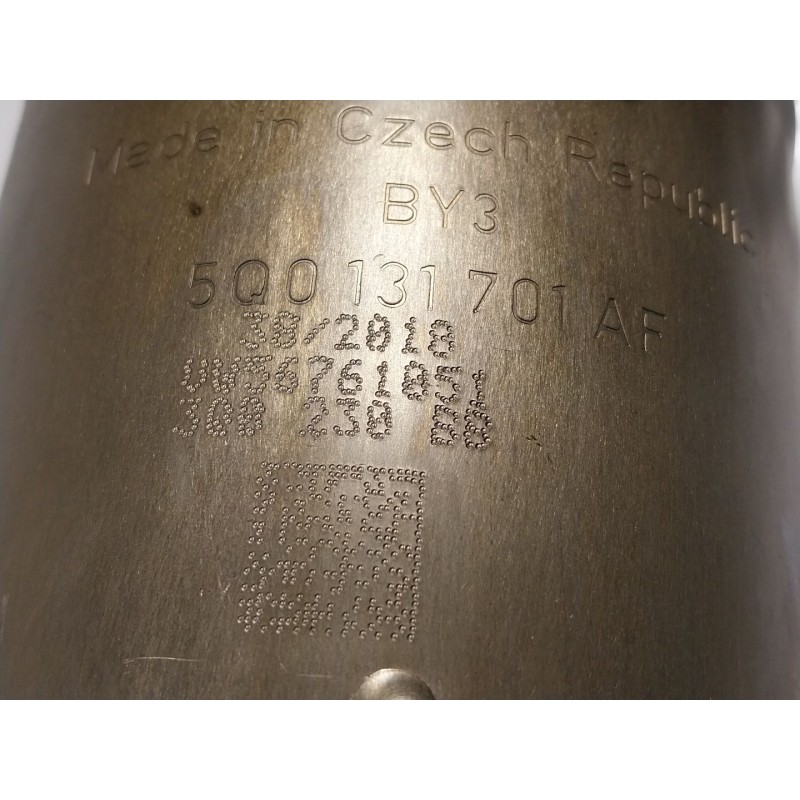 Made in Czech Republic
BY3
5Q0 131 701 AF
38/2018